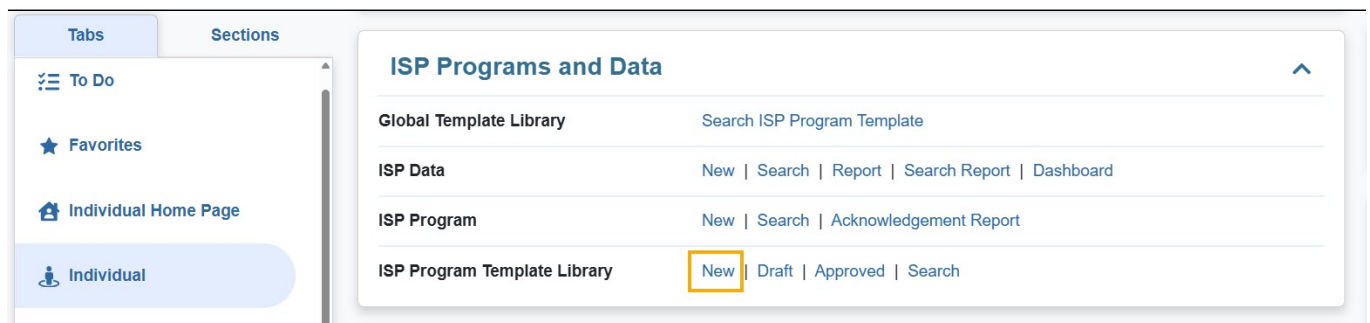 Tabs Sections
To Do
Favorites
Individual Home Page
Individual
ISP Programs and Data
Global Template Library Search ISP Program Template
ISP Data New | Search | Report | Search Report | Dashboard
ISP Program New | Search | Acknowledgement Report
ISP Program Template Library New | Draft | Approved | Search